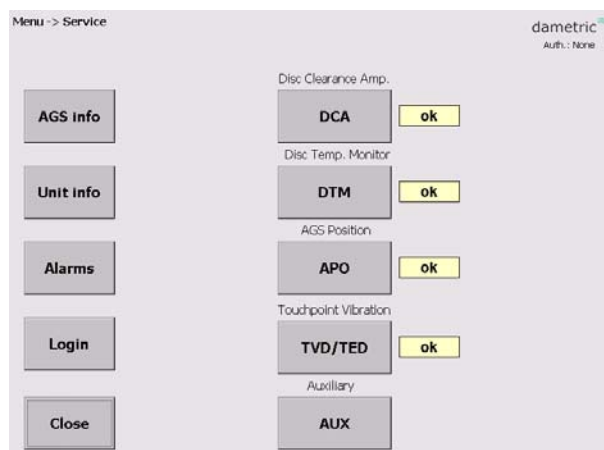 Menu -> Service
dametric
Auth.: None
Disc Clearance Amp.
AGS info
DCA
ok
Disc Temp. Monitor
Unit info
DTM
ok
AGS Position
Alarms
APO
ok
Touchpoint Vibration
Login
TVD/TED
ok
Auxiliary
Close
AUX